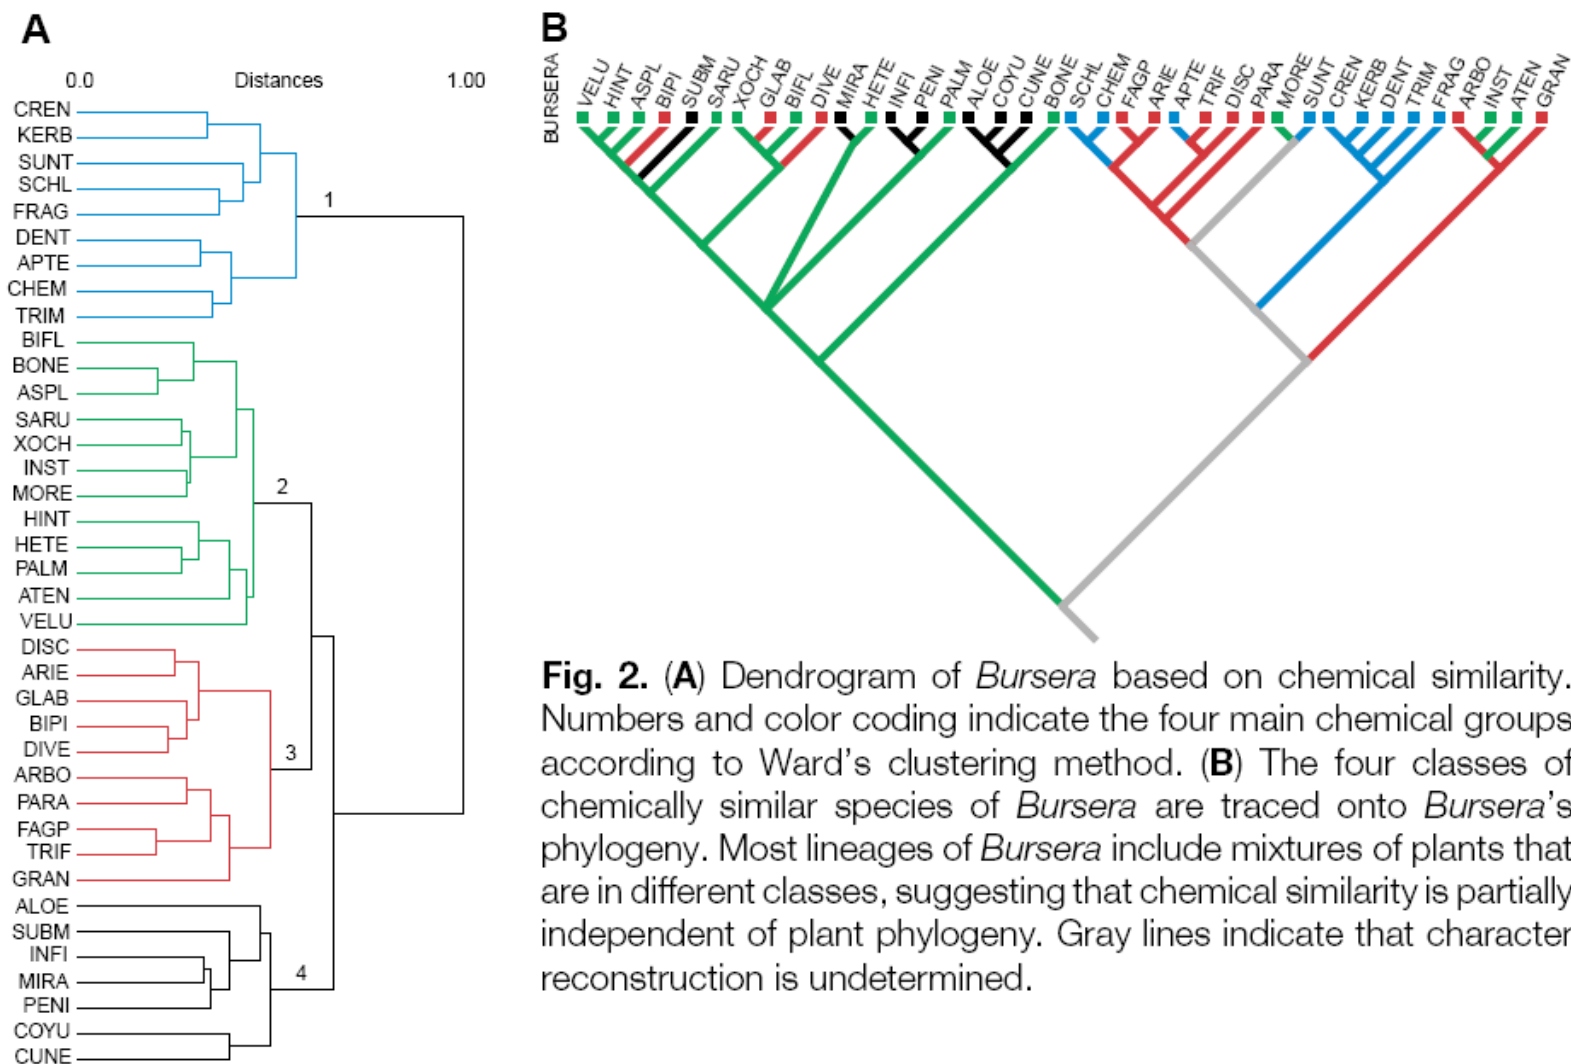 A
0.0 Distances 1.00
CREN
KERB
SUNT
SCHL
FRAG
DENT
APTE
CHEM
TRIM
BIFL
BONE
ASPL
SARU
XOCH
INST
MORE
HINT
HETE
PALM
ATEN
VELU
DISC
ARIE
GLAB
BIPI
DIVE
ARBO
PARA
FAGP
TRIF
GRAN
ALOE
SUBM
INFI
MIRA
PENI
COYU
CUNE
1
2
3
4
B
BURSERA
VELU
HINT
ASPL
BIPI
SUBM
SARU
XOCH
GLAB
BIFL
DIVE
MIRA
HETE
INFI
PENI
PALM
ALOE
COYU
CUNE
BONE
SCHL
CHEM
FAGP
ARIE
APTE
TRIF
DISC
PARA
MORE
SUNT
CREN
KERB
DENT
TRIM
FRAG
ARBO
INST
ATEN
GRAN
Fig. 2. (A) Dendrogram of Bursera based on chemical similarity.
Numbers and color coding indicate the four main chemical groups
according to Ward's clustering method. (B) The four classes of
chemically similar species of Bursera are traced onto Bursera's
phylogeny. Most lineages of Bursera include mixtures of plants that
are in different classes, suggesting that chemical similarity is partially
independent of plant phylogeny. Gray lines indicate that character
reconstruction is undetermined.